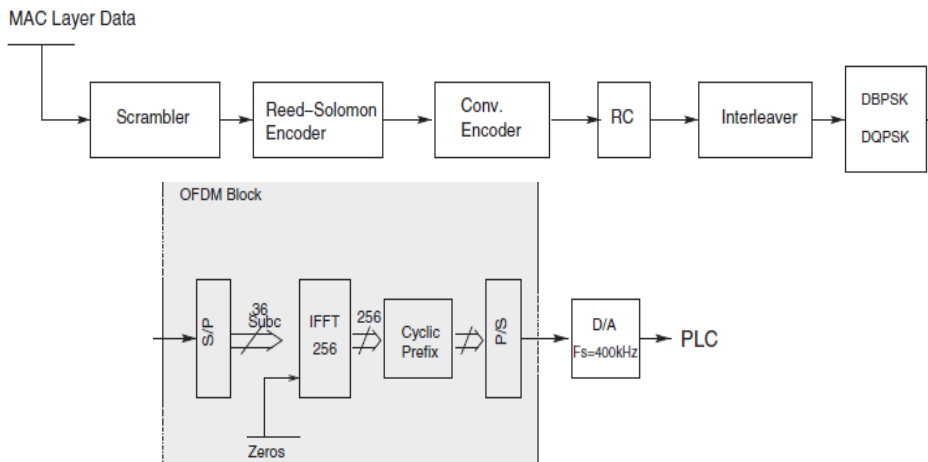 MAC Layer Data
Scrambler
Reed-Solomon
Encoder
Conv.
Encoder
RC
Interleaver
DBPSK
DQPSK
OFDM Block
S/P
36
Subc
IFFT
256
256
Cyclic
Prefix
P/S
D/A
Fs=400kHz
PLC
Zeros